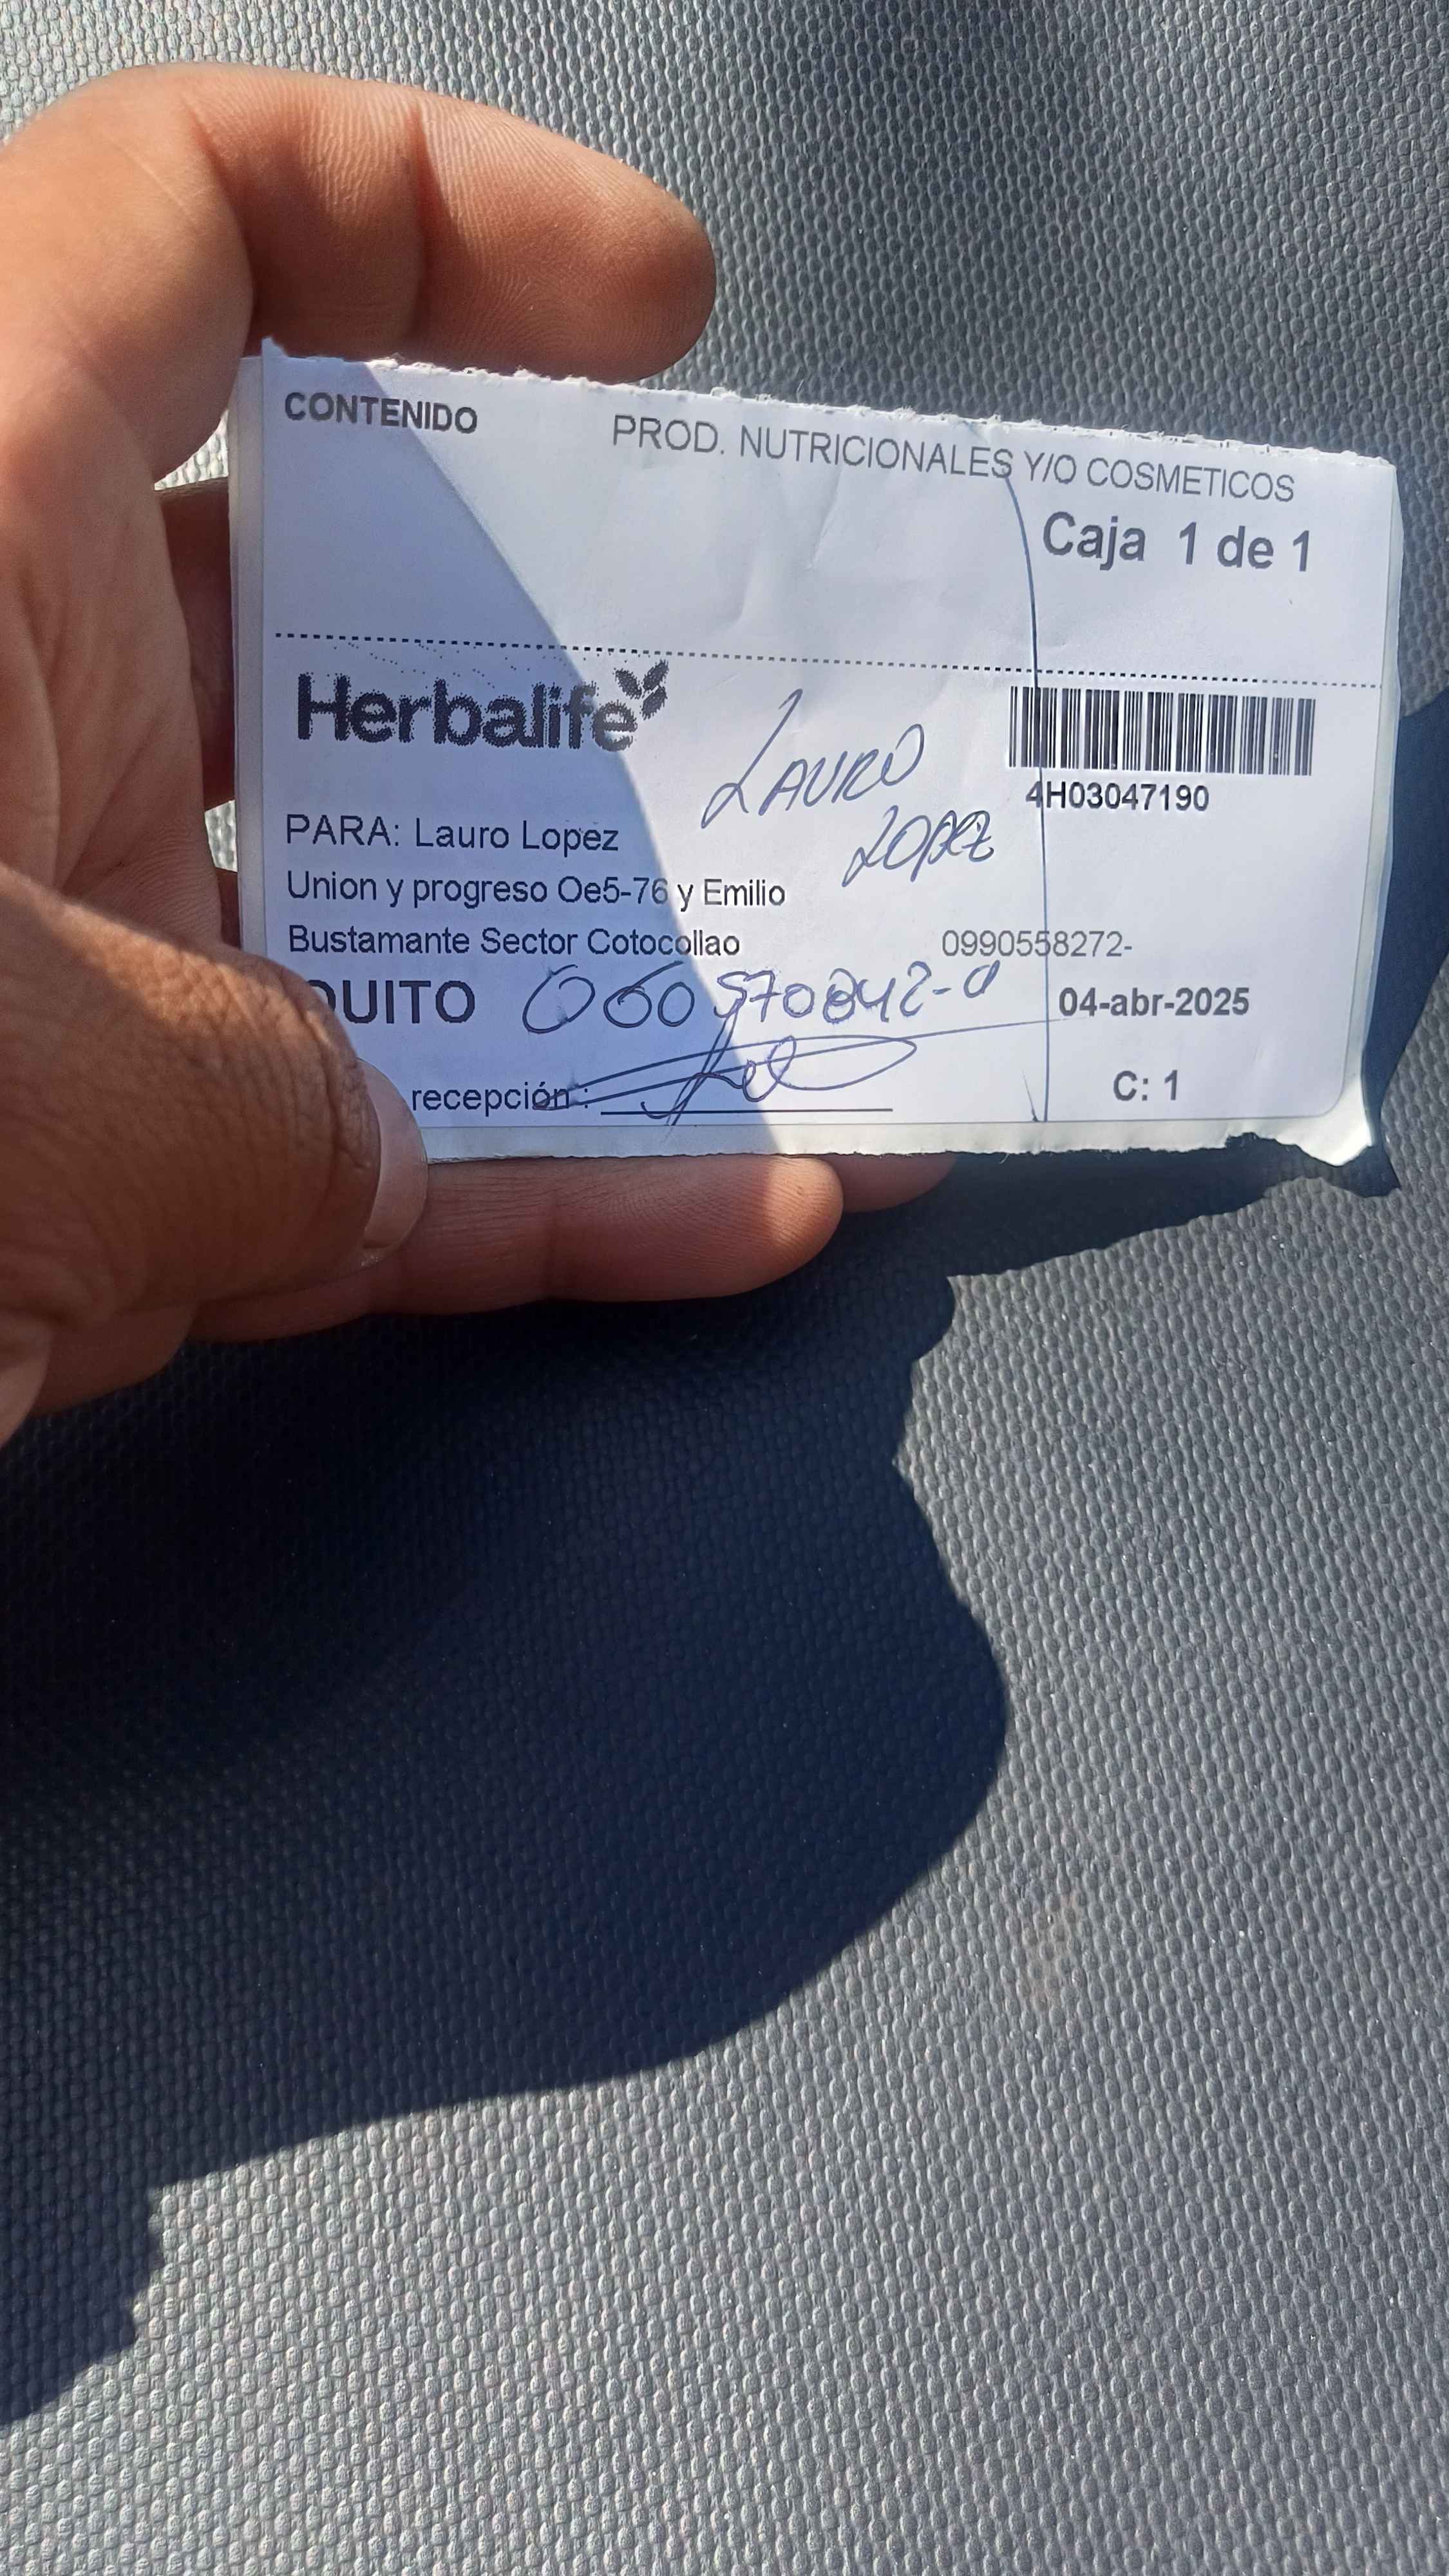 CONTENIDO PROD. NUTRICIONALES Y/O COSMETICOS
Caja 1 de 1
Herbalife
LAURO
LOPEZ
4H03047190
PARA: Lauro Lopez
Union y progreso Oe5-76 y Emilio
Bustamante Sector Cotocollao 0990558272-
QUITO 04-abr-2025
recepción :
C: 1